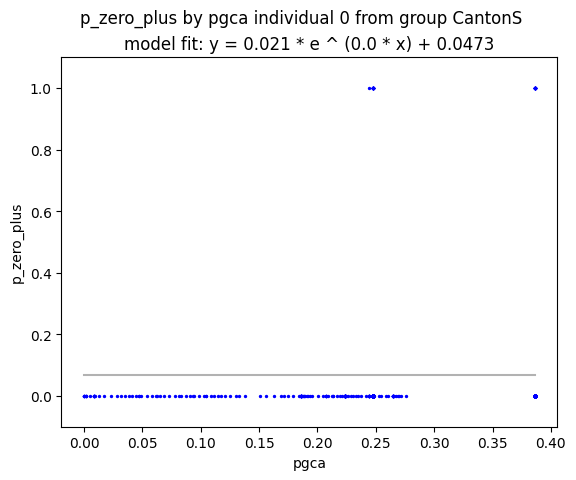 p_zero_plus by pgca individual 0 from group CantonS
model fit: y = 0.021 * e ^ (0.0 * x) + 0.0473
1.0
0.8
0.6
0.4
0.2
0.0
p_zero_plus
0.00 0.05 0.10 0.15 0.20 0.25 0.30 0.35 0.40
pgca